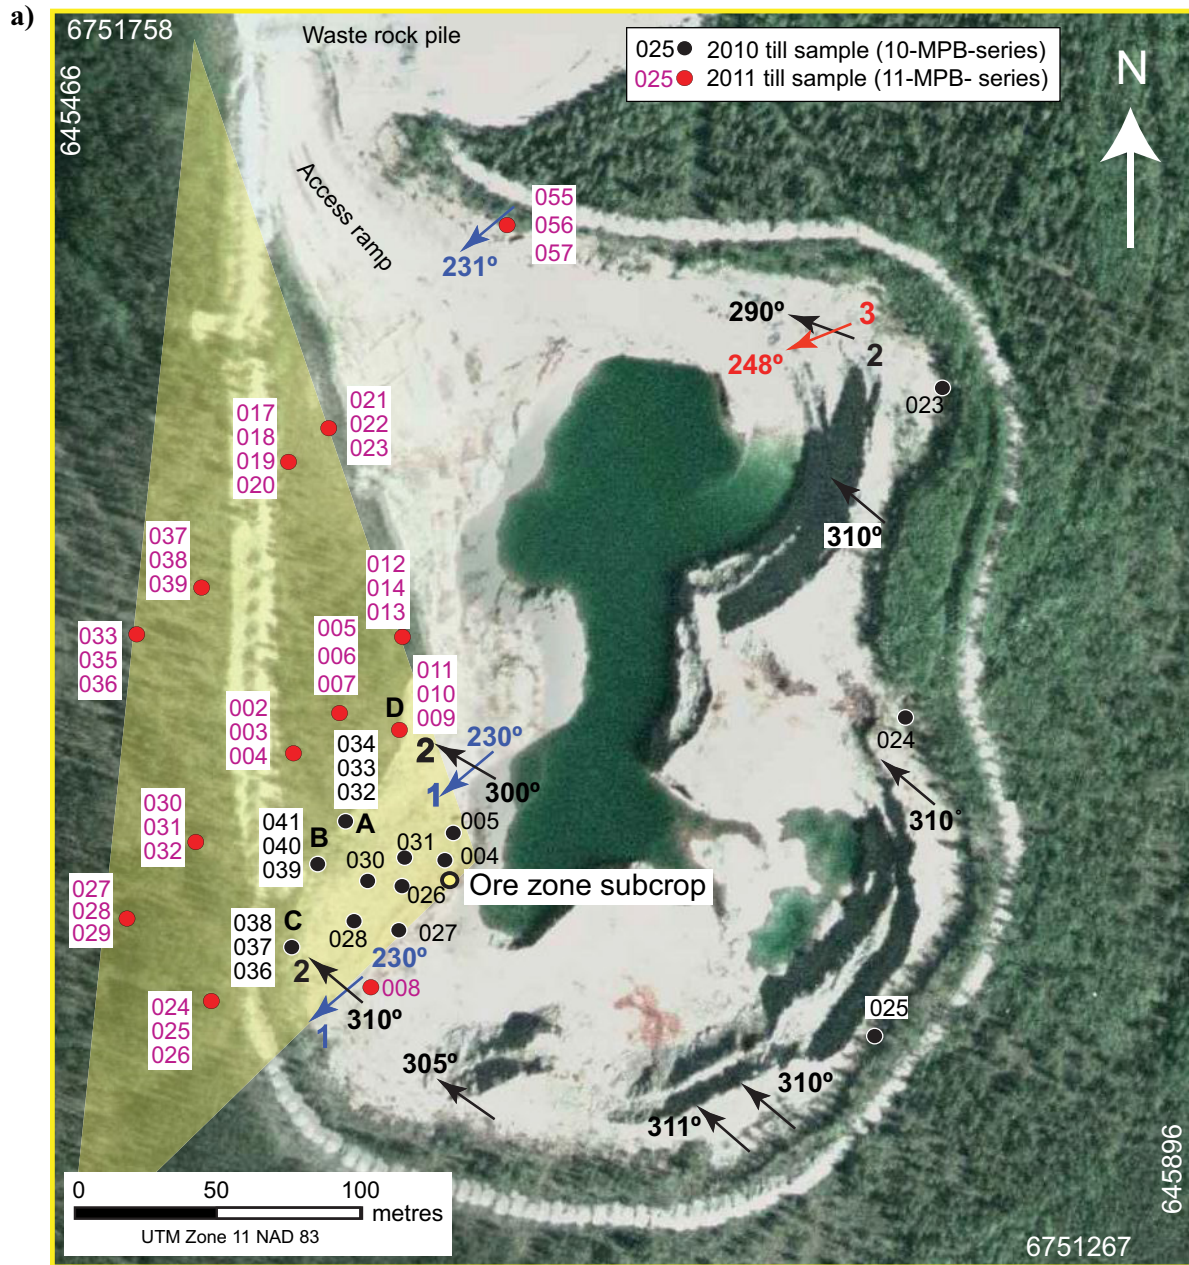 a)
6751758
645466
Waste rock pile
025 2010 till sample (10-MPB-series)
025 2011 till sample (11-MPB- series)
N
Access ramp
055
056
057
231º
290º
3
248º
2
023
021
022
023
017
018
019
020
310º
037
038
039
012
014
013
033
035
036
005
006
007
011
010
009
D
002
003
004
2
230º
024
034
033
032
1
300º
310°
030
031
032
041
040
039
B
A
005
031
004
030
Ore zone subcrop
026
027
028
029
038
037
036
C
028
027
2
230º
008
310º
1
024
025
026
025
305º
310º
311º
645896
0 50 100
metres
UTM Zone 11 NAD 83
6751267